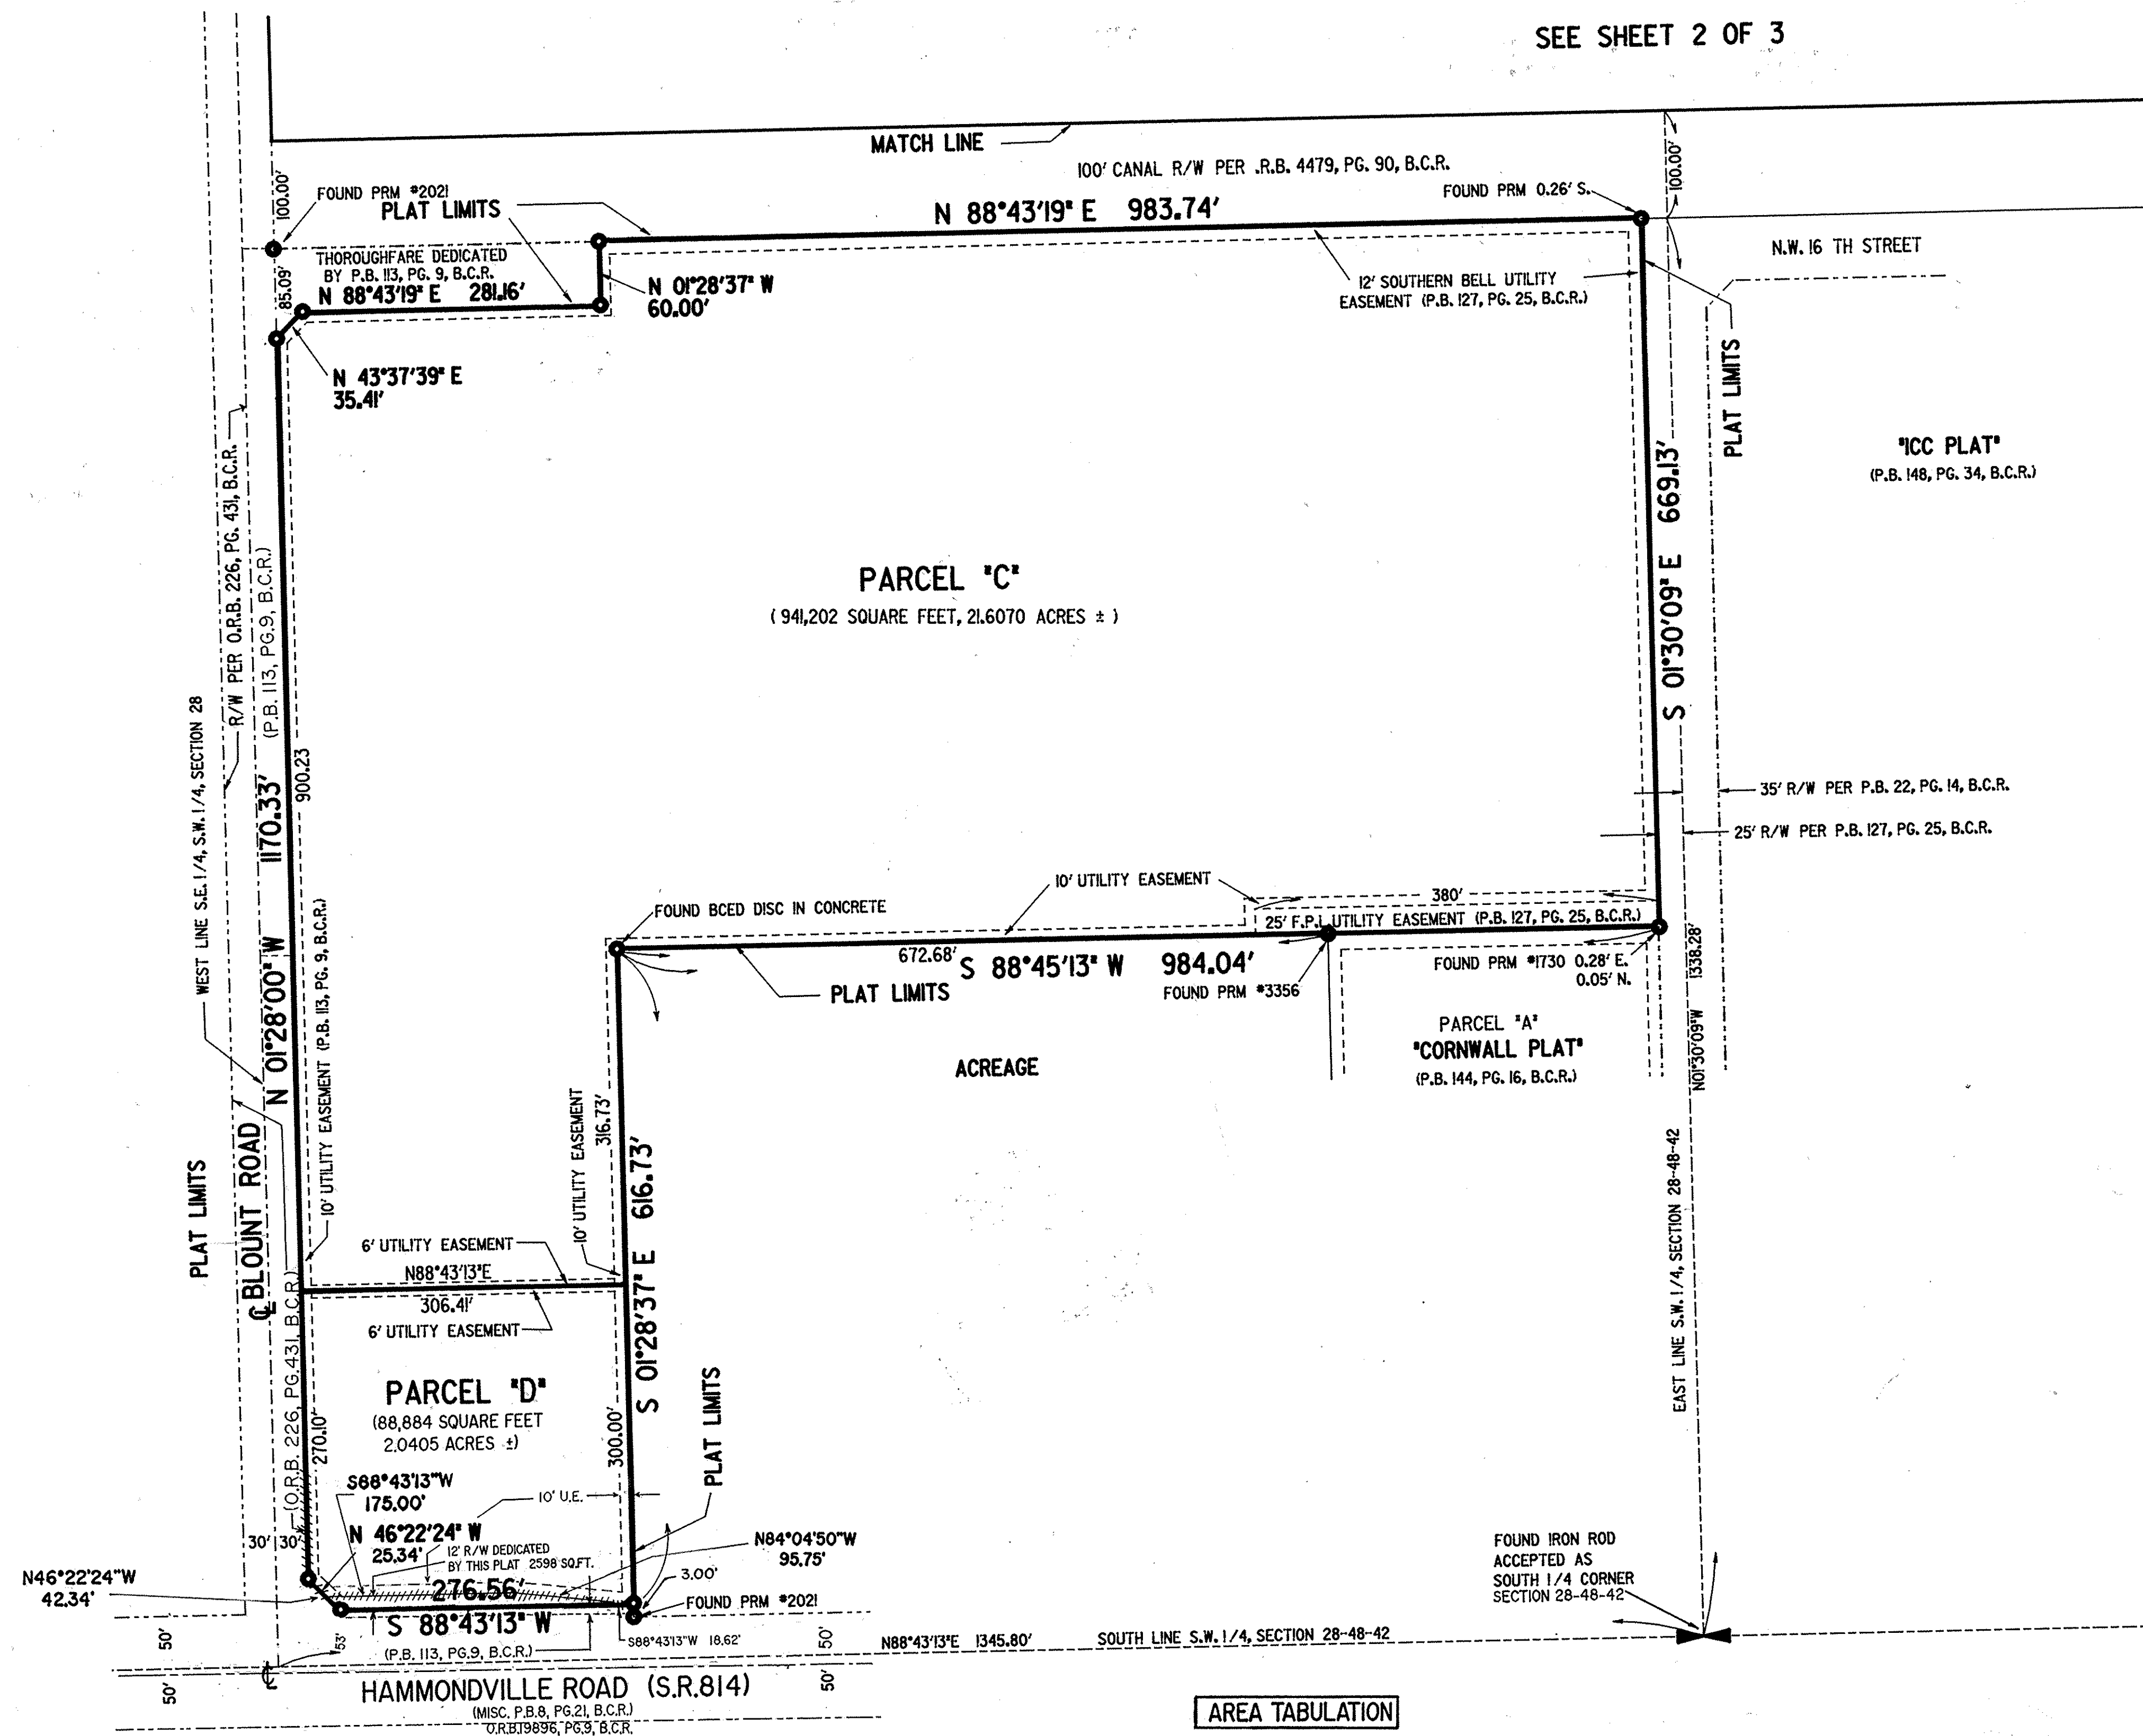 SEE SHEET 2 OF 3
MATCH LINE
100' CANAL R/W PER .R.B. 4479, PG. 90, B.C.R.
100.00'
100.00'
FOUND PRM #2021
PLAT LIMITS
N 88°43'19" E 983.74'
FOUND PRM 0.26' S.
N.W. 16 TH STREET
THOROUGHFARE DEDICATED
BY P.B. 113, PG. 9, B.C.R.
N 88°43'19" E 281.16'
85.09'
N 01°28'37" W
60.00'
12' SOUTHERN BELL UTILITY
EASEMENT (P.B. 127, PG. 25, B.C.R.)
N 43°37'39" E
35.41'
PLAT LIMITS
"ICC PLAT"
(P.B. 148, PG. 34, B.C.R.)
S 01°30'09" E 669.13'
R/W PER O.R.B. 226, PG. 431, B.C.R.
(P.B. 113, PG.9, B.C.R.)
PARCEL "C"
( 941,202 SQUARE FEET, 21.6070 ACRES ± )
WEST LINE S.E. 1/4, S.W. 1/4, SECTION 28
N 01°28'00" W 1170.33'
900.23
35' R/W PER P.B. 22, PG. 14, B.C.R.
25' R/W PER P.B. 127, PG. 25, B.C.R.
10' UTILITY EASEMENT
380'
FOUND BCED DISC IN CONCRETE
25' F.P.L UTILITY EASEMENT (P.B. 127, PG. 25, B.C.R.)
672.68'
S 88°45'13" W 984.04'
FOUND PRM #1730 0.28' E.
0.05' N.
PLAT LIMITS
FOUND PRM #3356
PARCEL "A"
"CORNWALL PLAT"
(P.B. 144, PG. 16, B.C.R.)
N01°30'09"W 1338.28'
ACREAGE
10' UTILITY EASEMENT (P.B. 113, PG. 9, B.C.R.)
10' UTILITY EASEMENT
316.73'
S 01°28'37" E 616.73'
EAST LINE S.W. 1/4, SECTION 28-48-42
PLAT LIMITS
℄ BLOUNT ROAD
(O.R.B. 226, PG.431, B.C.R.)
6' UTILITY EASEMENT
N88°43'13"E
306.41'
6' UTILITY EASEMENT
PARCEL "D"
(88,884 SQUARE FEET
2.0405 ACRES ±)
270.10'
300.00'
PLAT LIMITS
S88°43'13"W
175.00'
10' U.E.
N 46°22'24" W
25.34'
12' R/W DEDICATED
BY THIS PLAT 2598 SQ.FT.
N84°04'50"W
95.75'
30' 30'
N46°22'24"W
42.34'
276.56'
3.00'
FOUND PRM #2021
S 88°43'13" W
S88°43'13"W 18.62'
(P.B. 113, PG.9, B.C.R.)
53'
50'
50'
50'
50'
N88°43'13"E 1345.80'
SOUTH LINE S.W. 1/4, SECTION 28-48-42
FOUND IRON ROD
ACCEPTED AS
SOUTH 1/4 CORNER
SECTION 28-48-42
℄
HAMMONDVILLE ROAD (S.R.814)
(MISC. P.B.8, PG.21, B.C.R.)
O.R.B.19896, PG.9, B.C.R.
AREA TABULATION